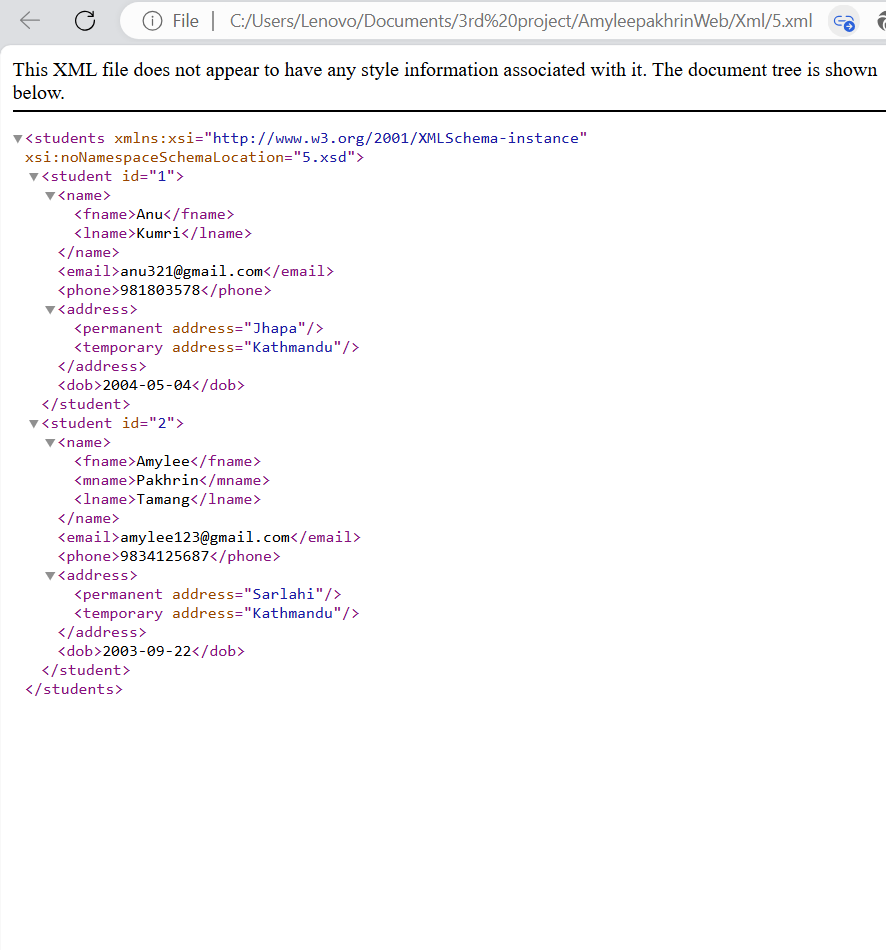 File | C:/Users/Lenovo/Documents/3rd%20project/AmyleepakhrinWeb/Xml/5.xml
This XML file does not appear to have any style information associated with it. The document tree is shown
below.
▼<students xmlns:xsi="http://www.w3.org/2001/XMLSchema-instance"
xsi:noNamespaceSchemaLocation="5.xsd">
▼<student id="1">
▼<name>
<fname>Anu</fname>
<lname>Kumri</lname>
</name>
<email>anu321@gmail.com</email>
<phone>981803578</phone>
▼<address>
<permanent address="Jhapa"/>
<temporary address="Kathmandu"/>
</address>
<dob>2004-05-04</dob>
</student>
▼<student id="2">
▼<name>
<fname>Amylee</fname>
<mname>Pakhrin</mname>
<lname>Tamang</lname>
</name>
<email>amylee123@gmail.com</email>
<phone>9834125687</phone>
▼<address>
<permanent address="Sarlahi"/>
<temporary address="Kathmandu"/>
</address>
<dob>2003-09-22</dob>
</student>
</students>